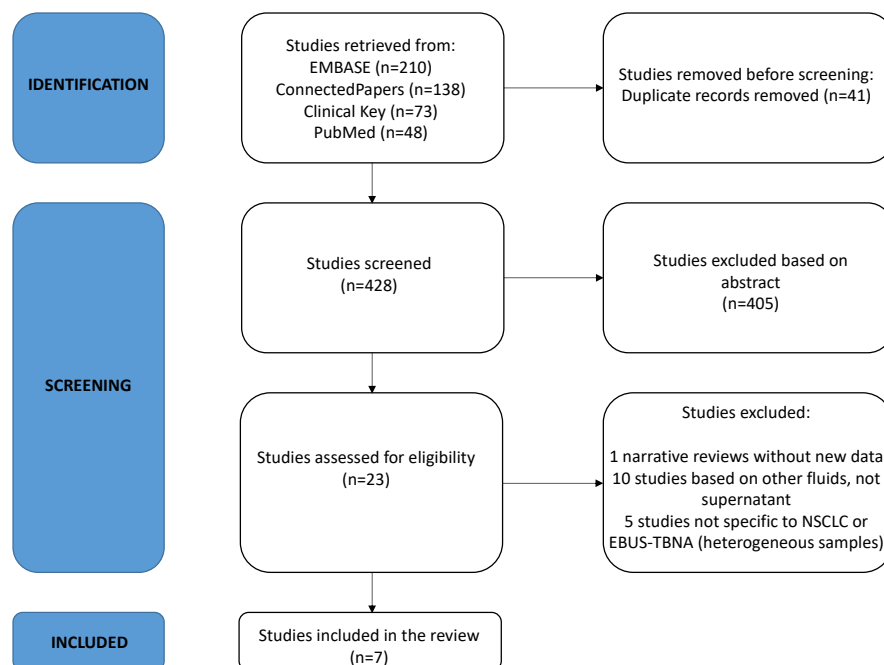 IDENTIFICATION
Studies retrieved from:
EMBASE (n=210)
ConnectedPapers (n=138)
Clinical Key (n=73)
PubMed (n=48)
Studies removed before screening:
Duplicate records removed (n=41)
SCREENING
Studies screened
(n=428)
Studies excluded based on
abstract
(n=405)
Studies assessed for eligibility
(n=23)
Studies excluded:
1 narrative reviews without new data
10 studies based on other fluids, not
supernatant
5 studies not specific to NSCLC or
EBUS-TBNA (heterogeneous samples)
INCLUDED
Studies included in the review
(n=7)